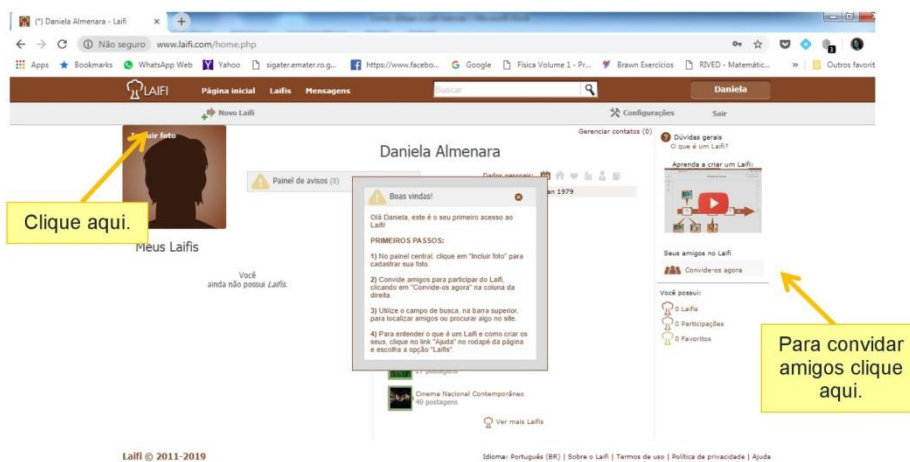 (*) Daniela Almenara - Laifi
Não seguro www.laifi.com/home.php
Apps Bookmarks WhatsApp Web Yahoo sigater.emater.ro.g... https://www.facebo... Google Física Volume 1 - Pr... Brawn Exercícios RIVED - Matemátic... » Outros favorit
LAIFI Página inicial Laifis Mensagens Buscar Daniela
Novo Laifi Configurações Sair
Incluir foto
Gerenciar contatos (0)
Daniela Almenara
Painel de avisos (0)
Dados pessoais:
an 1979
Dúvidas gerais
O que é um Laifi?
Aprenda a criar um Laifi:
Clique aqui.
Meus Laifis
Você
ainda não possui Laifis.
Boas vindas!
Olá Daniela, este é o seu primeiro acesso ao
Laifi!
PRIMEIROS PASSOS:
1) No painel central, clique em "Incluir foto" para
cadastrar sua foto.
2) Convide amigos para participar do Laifi,
clicando em "Convide-os agora" na coluna da
direita.
3) Utilize o campo de busca, na barra superior,
para localizar amigos ou procurar algo no site.
4) Para entender o que é um Laifi e como criar os
seus, clique no link "Ajuda" no rodapé da página
e escolha a opção "Laifis".
Seus amigos no Laifi
Convide-os agora
Você possui:
0 Laifis
0 Participações
0 Favoritos
Para convidar
amigos clique
aqui.
37 postagens
Cinema Nacional Contemporâneo
40 postagens
Ver mais Laifis
Laifi © 2011-2019
Idioma: Português (BR) | Sobre o Laifi | Termos de uso | Política de privacidade | Ajuda